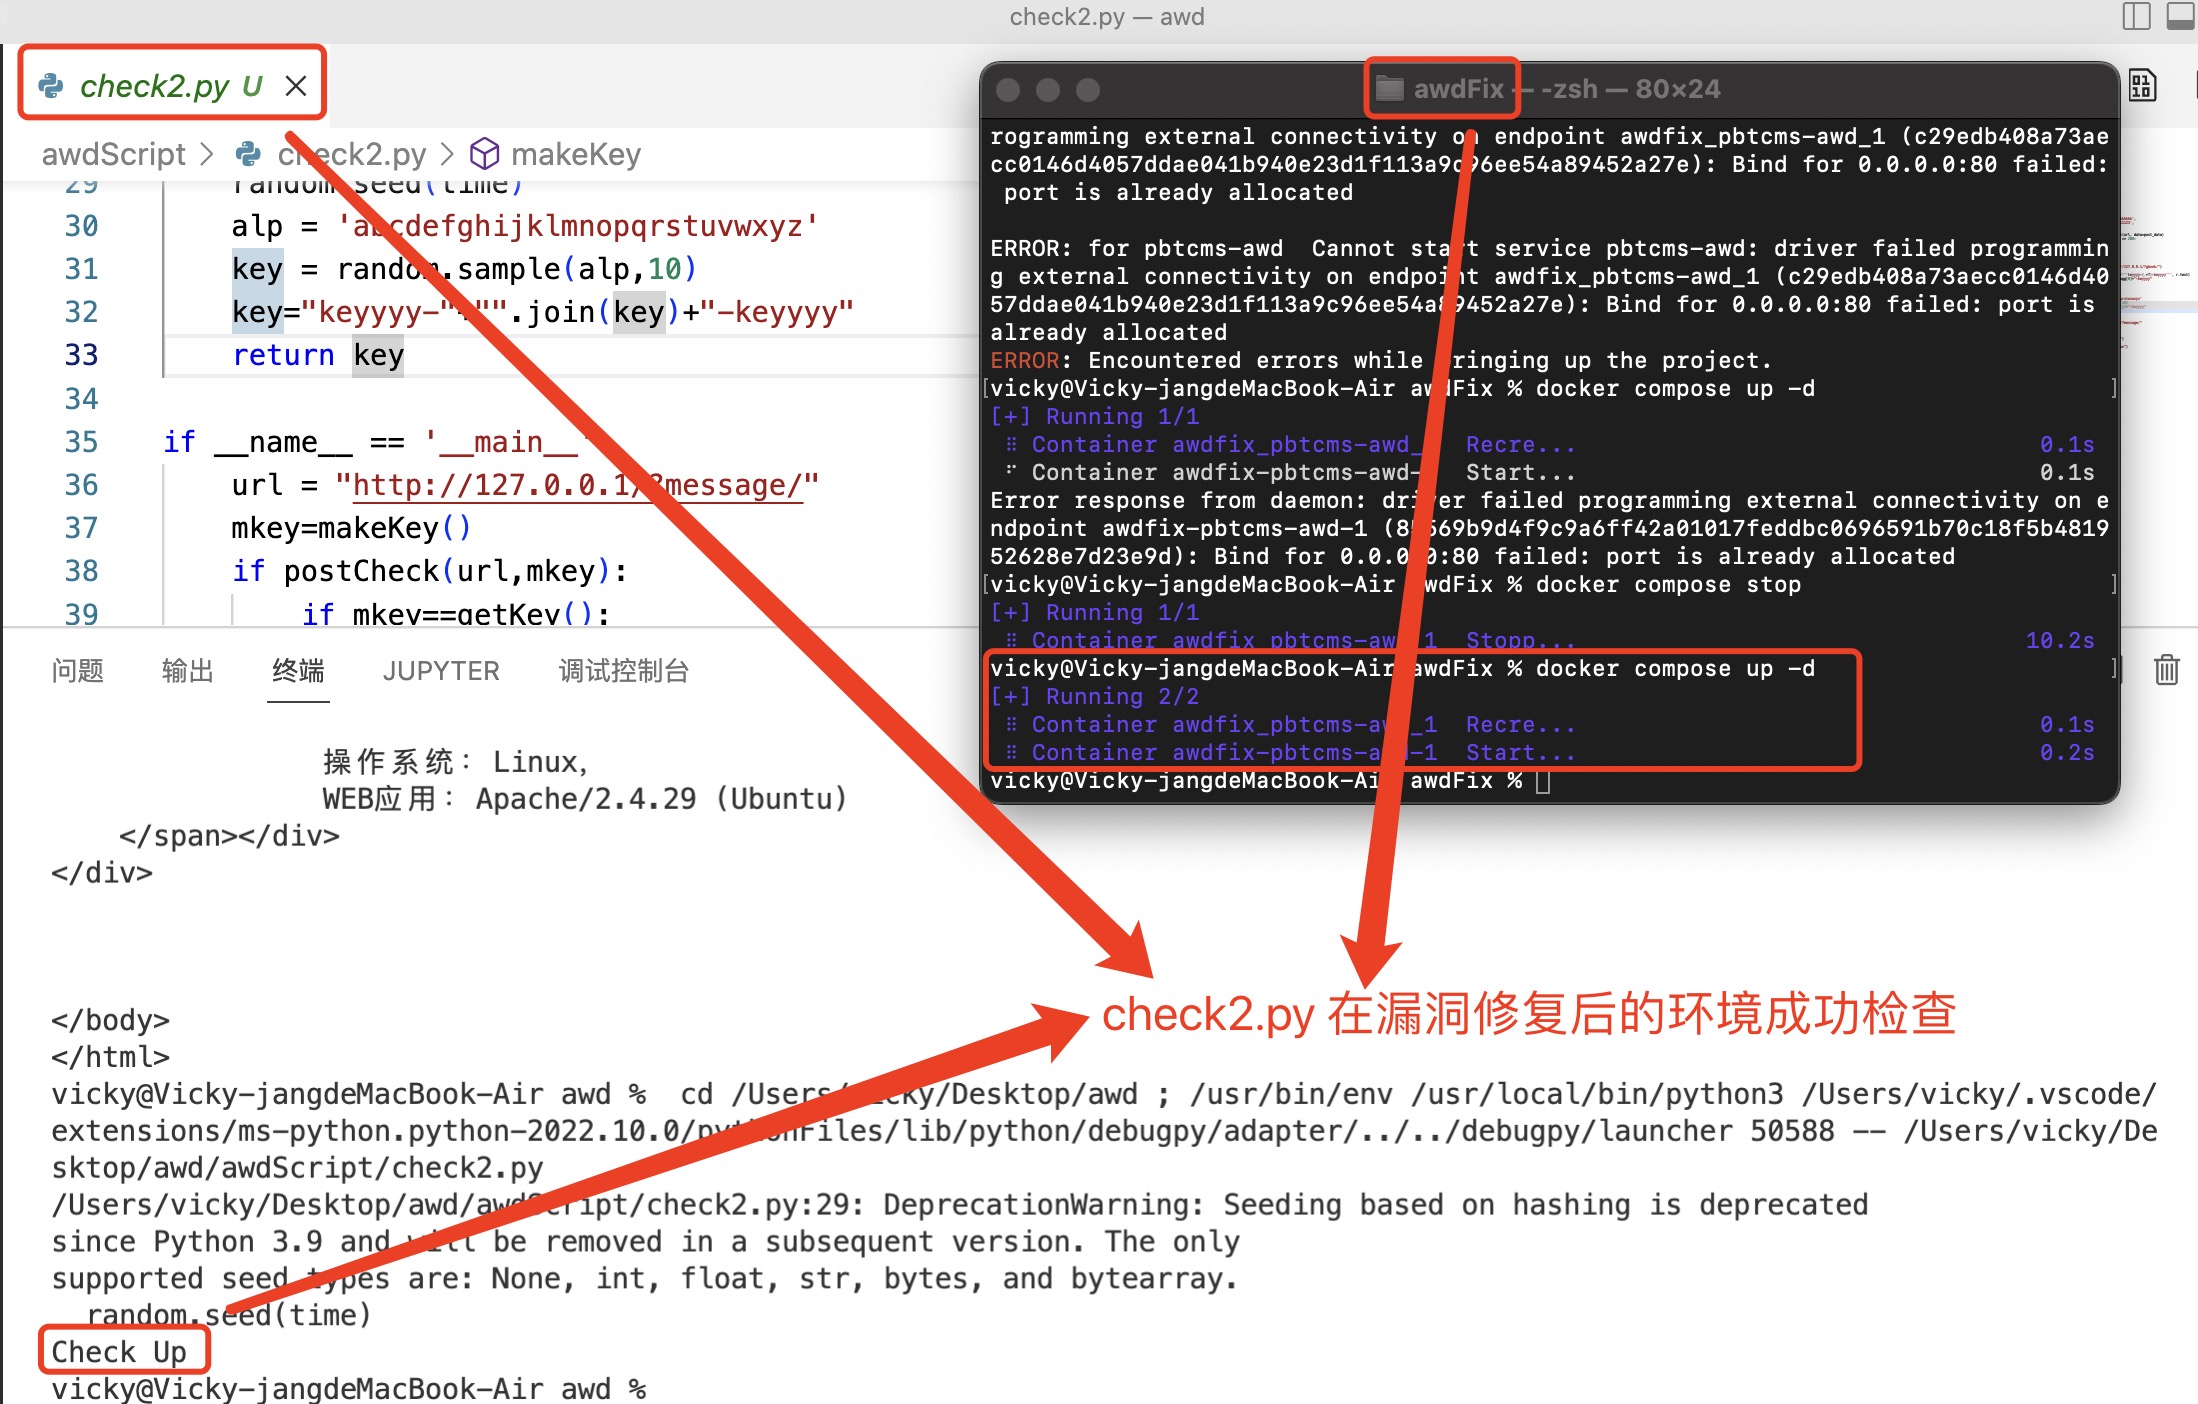 check2.py — awd
check2.py U
awdScript > check2.py > makeKey
29 random.seed(time)
30 alp = 'abcdefghijklmnopqrstuvwxyz'
31 key = random.sample(alp,10)
32 key="keyyyy-"+"".join(key)+"-keyyyy"
33 return key
34
35 if __name__ == '__main__'
36 url = "http://127.0.0.1/?message/"
37 mkey=makeKey()
38 if postCheck(url,mkey):
39 if mkey==getKey():
问题 输出 终端 JUPYTER 调试控制台
操作系统： Linux,
WEB应用： Apache/2.4.29 (Ubuntu)
</span></div>
</div>
</body>
</html>
vicky@Vicky-jangdeMacBook-Air awd %  cd /Users/vicky/Desktop/awd ; /usr/bin/env /usr/local/bin/python3 /Users/vicky/.vscode/
extensions/ms-python.python-2022.10.0/pythonFiles/lib/python/debugpy/adapter/../../debugpy/launcher 50588 -- /Users/vicky/De
sktop/awd/awdScript/check2.py
/Users/vicky/Desktop/awd/awdScript/check2.py:29: DeprecationWarning: Seeding based on hashing is deprecated
since Python 3.9 and will be removed in a subsequent version. The only
supported seed types are: None, int, float, str, bytes, and bytearray.
random.seed(time)
Check Up
vicky@Vicky-jangdeMacBook-Air awd %
awdFix — -zsh — 80×24
rogramming external connectivity on endpoint awdfix_pbtcms-awd_1 (c29edb408a73ae
cc0146d4057ddae041b940e23d1f113a9c96ee54a89452a27e): Bind for 0.0.0.0:80 failed:
port is already allocated
ERROR: for pbtcms-awd  Cannot start service pbtcms-awd: driver failed programmin
g external connectivity on endpoint awdfix_pbtcms-awd_1 (c29edb408a73aecc0146d40
57ddae041b940e23d1f113a9c96ee54a89452a27e): Bind for 0.0.0.0:80 failed: port is
already allocated
ERROR: Encountered errors while bringing up the project.
[vicky@Vicky-jangdeMacBook-Air awdFix % docker compose up -d ]
[+] Running 1/1
⠿ Container awdfix_pbtcms-awd_1  Recre... 0.1s
⠋ Container awdfix-pbtcms-awd-1  Start... 0.1s
Error response from daemon: driver failed programming external connectivity on e
ndpoint awdfix-pbtcms-awd-1 569b9d4f9c9a6ff42a01017feddbc0696591b70c18f5b4819
52628e7d23e9d): Bind for 0.0.0.0:80 failed: port is already allocated
[vicky@Vicky-jangdeMacBook-Air awdFix % docker compose stop ]
[+] Running 1/1
⠿ Container awdfix_pbtcms-awd_1  Stopp... 10.2s
vicky@Vicky-jangdeMacBook-Air awdFix % docker compose up -d ]
[+] Running 2/2
⠿ Container awdfix_pbtcms-awd_1  Recre... 0.1s
⠿ Container awdfix-pbtcms-awd-1  Start... 0.2s
vicky@Vicky-jangdeMacBook-Air awdFix %
check2.py 在漏洞修复后的环境成功检查